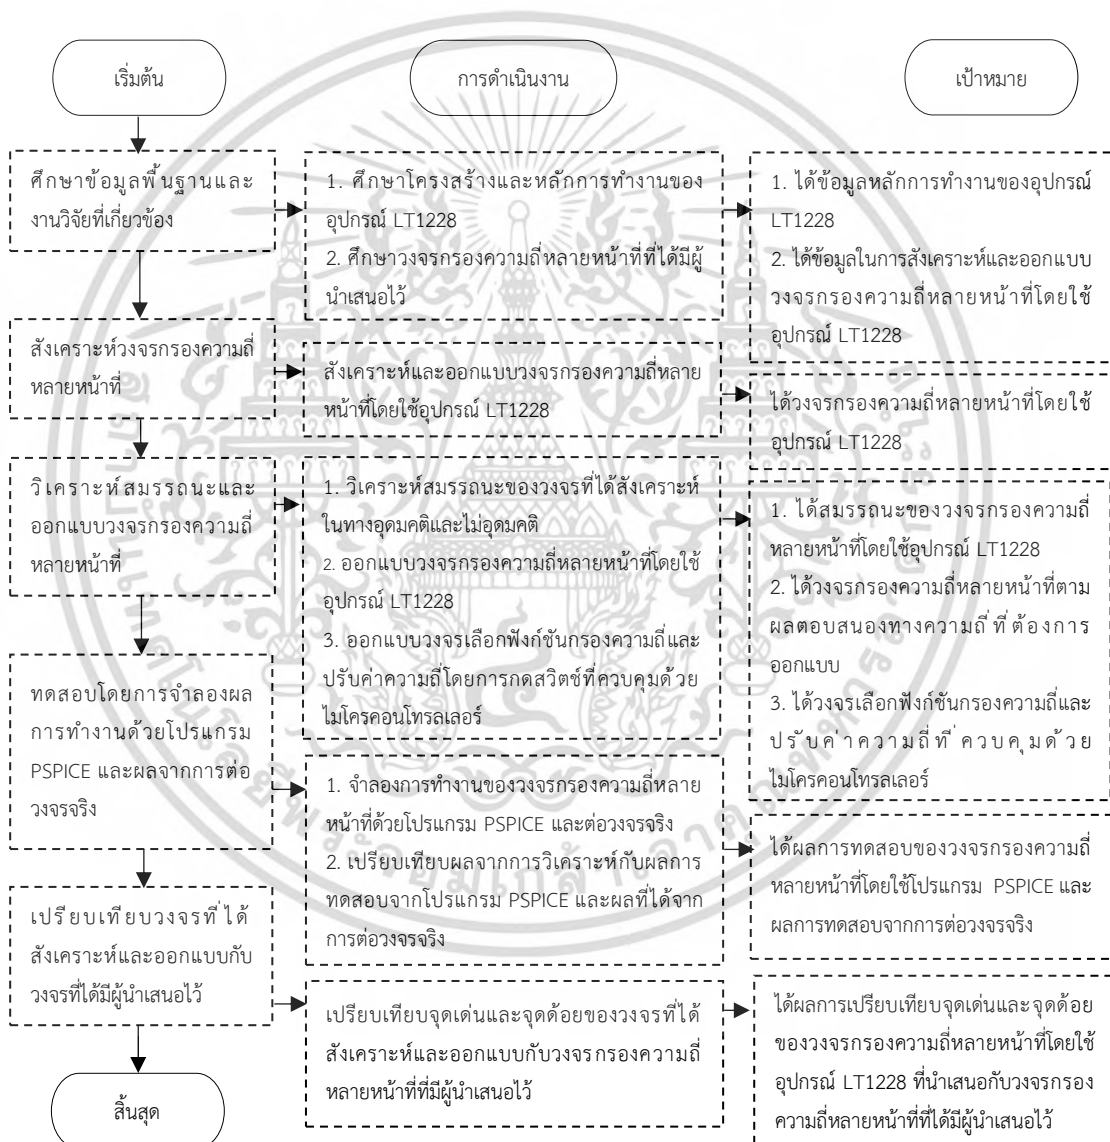 เริ่มต้น
การดำเนินงาน
เป้าหมาย
ศึกษาข้อมูลพื้นฐานและ
งานวิจัยที่เกี่ยวข้อง
1. ศึกษาโครงสร้างและหลักการทำงานของ
อุปกรณ์ LT1228
2. ศึกษาวงจรกรองความถี่หลายหน้าที่ที่ได้มีผู้
นำเสนอไว้
1. ได้ข้อมูลหลักการทำงานของอุปกรณ์
LT1228
2. ได้ข้อมูลในการสังเคราะห์และออกแบบ
วงจรกรองความถี่หลายหน้าที่โดยใช้
อุปกรณ์ LT1228
สังเคราะห์วงจรกรองความถี่
หลายหน้าที่
สังเคราะห์และออกแบบวงจรกรองความถี่หลาย
หน้าที่โดยใช้อุปกรณ์ LT1228
ได้วงจรกรองความถี่หลายหน้าที่โดยใช้
อุปกรณ์ LT1228
วิเคราะห์สมรรถนะและ
ออกแบบวงจรกรองความถี่
หลายหน้าที่
1. วิเคราะห์สมรรถนะของวงจรที่ได้สังเคราะห์
ในทางอุดมคติและไม่อุดมคติ
2. ออกแบบวงจรกรองความถี่หลายหน้าที่โดยใช้
อุปกรณ์ LT1228
3. ออกแบบวงจรเลือกฟังก์ชันกรองความถี่และ
ปรับค่าความถี่โดยการกดสวิตช์ที่ควบคุมด้วย
ไมโครคอนโทรลเลอร์
1. ได้สมรรถนะของวงจรกรองความถี่
หลายหน้าที่โดยใช้อุปกรณ์ LT1228
2. ได้วงจรกรองความถี่หลายหน้าที่ตาม
ผลตอบสนองทางความถี่ที่ต้องการ
ออกแบบ
3. ได้วงจรเลือกฟังก์ชันกรองความถี่และ
ปรับค่าความถี่ที่ควบคุมด้วย
ไมโครคอนโทรลเลอร์
ทดสอบโดยการจำลองผล
การทำงานด้วยโปรแกรม
PSPICE และผลจากการต่อ
วงจรจริง
1. จำลองการทำงานของวงจรกรองความถี่หลาย
หน้าที่ด้วยโปรแกรม PSPICE และต่อวงจรจริง
2. เปรียบเทียบผลจากการวิเคราะห์กับผลการ
ทดสอบจากโปรแกรม PSPICE และผลที่ได้จาก
การต่อวงจรจริง
ได้ผลการทดสอบของวงจรกรองความถี่
หลายหน้าที่โดยใช้โปรแกรม PSPICE และ
ผลการทดสอบจากการต่อวงจรจริง
เปรียบเทียบวงจรที่ได้
สังเคราะห์และออกแบบกับ
วงจรที่ได้มีผู้นำเสนอไว้
เปรียบเทียบจุดเด่นและจุดด้อยของวงจรที่ได้
สังเคราะห์และออกแบบกับวงจรกรองความถี่
หลายหน้าที่ที่มีผู้นำเสนอไว้
ได้ผลการเปรียบเทียบจุดเด่นและจุดด้อย
ของวงจรกรองความถี่หลายหน้าที่โดยใช้
อุปกรณ์ LT1228 ที่นำเสนอกับวงจรกรอง
ความถี่หลายหน้าที่ที่ได้มีผู้นำเสนอไว้
สิ้นสุด